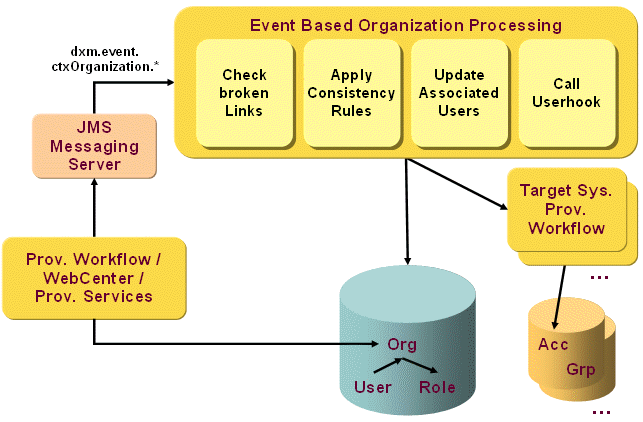 Event Based Organization Processing
dxm.event.
ctxOrganization.*
Check
broken
Links
Apply
Consistency
Rules
Update
Associated
Users
Call
Userhook
JMS
Messaging
Server
Target Sys.
Prov.
Workflow
...
Prov. Workflow /
WebCenter /
Prov. Services
Org
User
Role
Acc
Grp
...